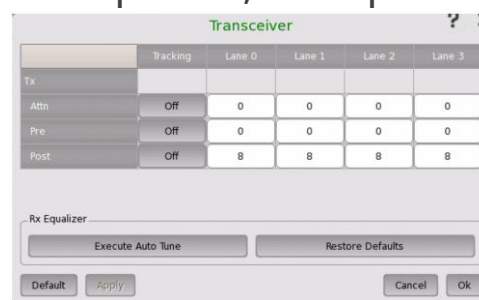 Transceiver ?
Tracking Lane 0 Lane 1 Lane 2 Lane 3
Tx
Attn Off 0 0 0 0
Pre Off 0 0 0 0
Post Off 8 8 8 8
Rx Equalizer
Execute Auto Tune Restore Defaults
Default Apply Cancel Ok